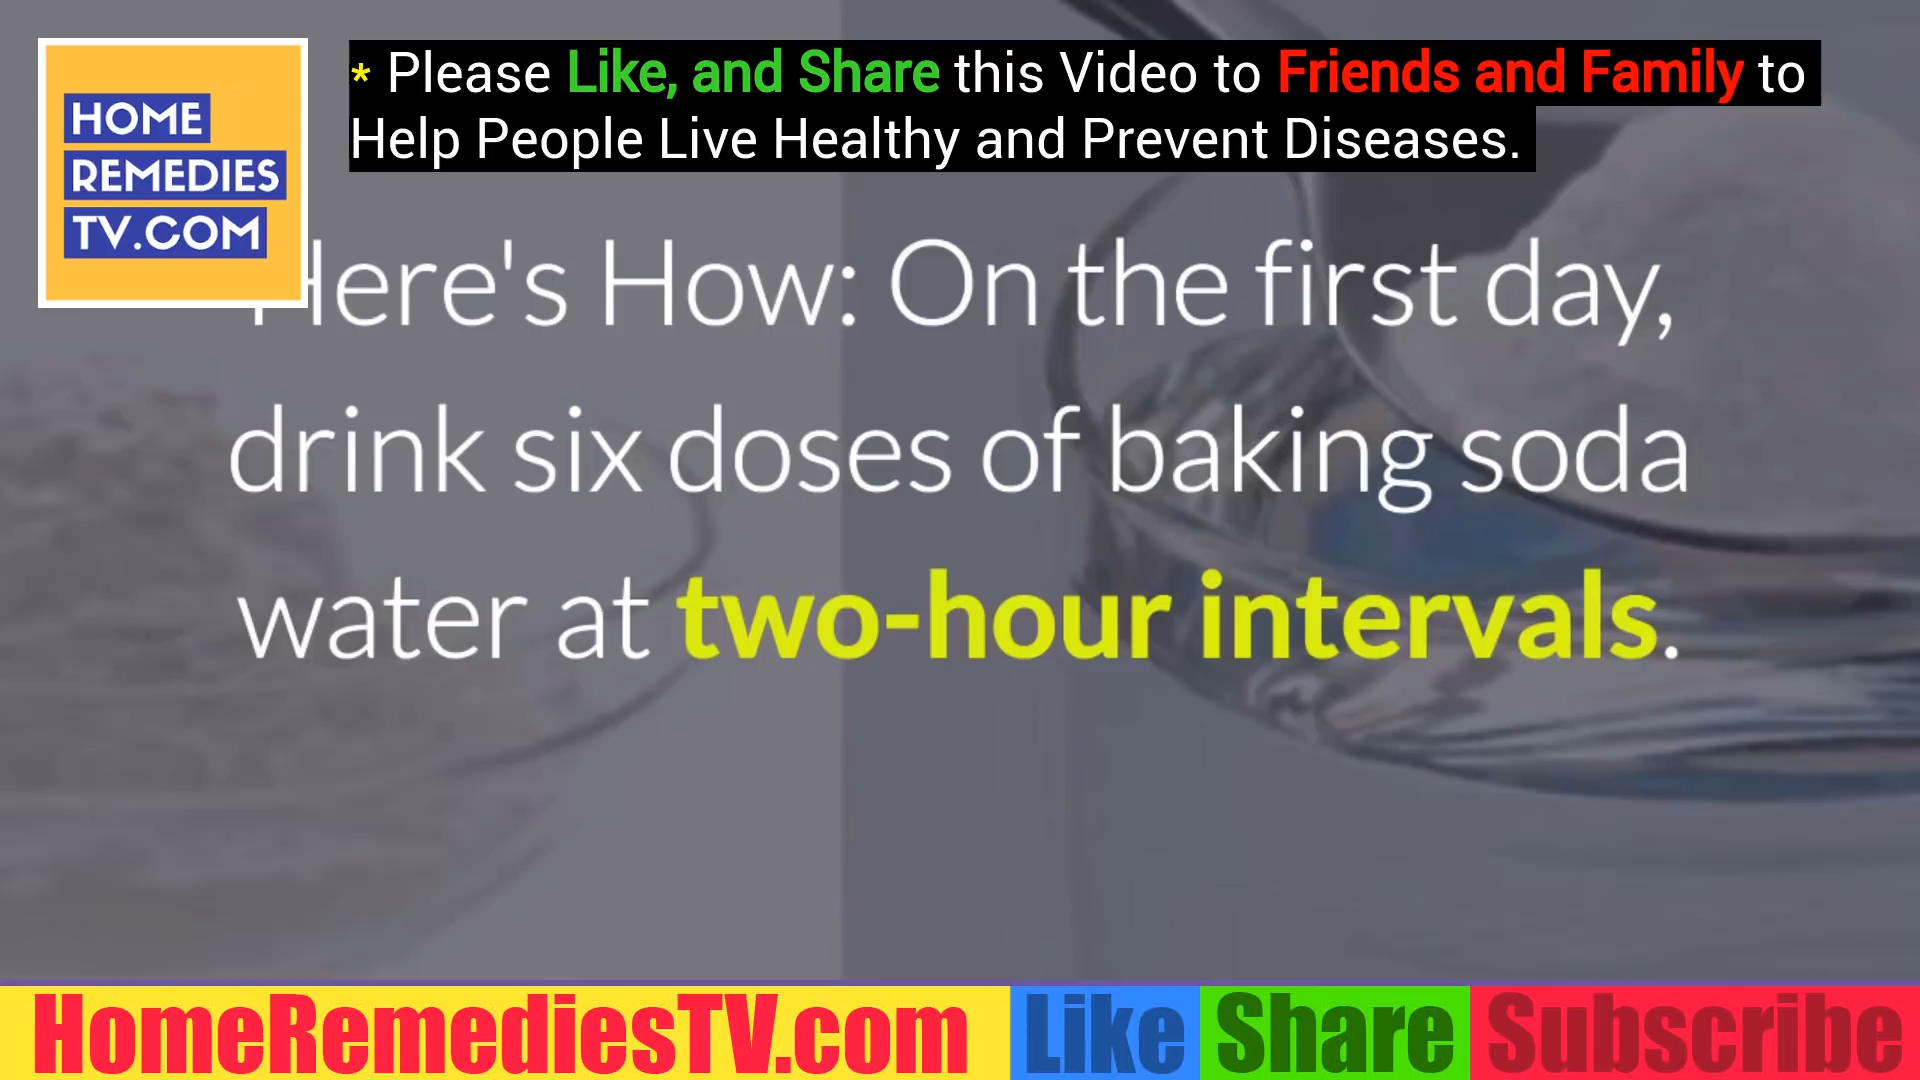 HOME
REMEDIES
TV.COM
* Please Like, and Share this Video to Friends and Family to
Help People Live Healthy and Prevent Diseases.
Here's How: On the first day,
drink six doses of baking soda
water at two-hour intervals.
HomeRemediesTV.com Like Share Subscribe